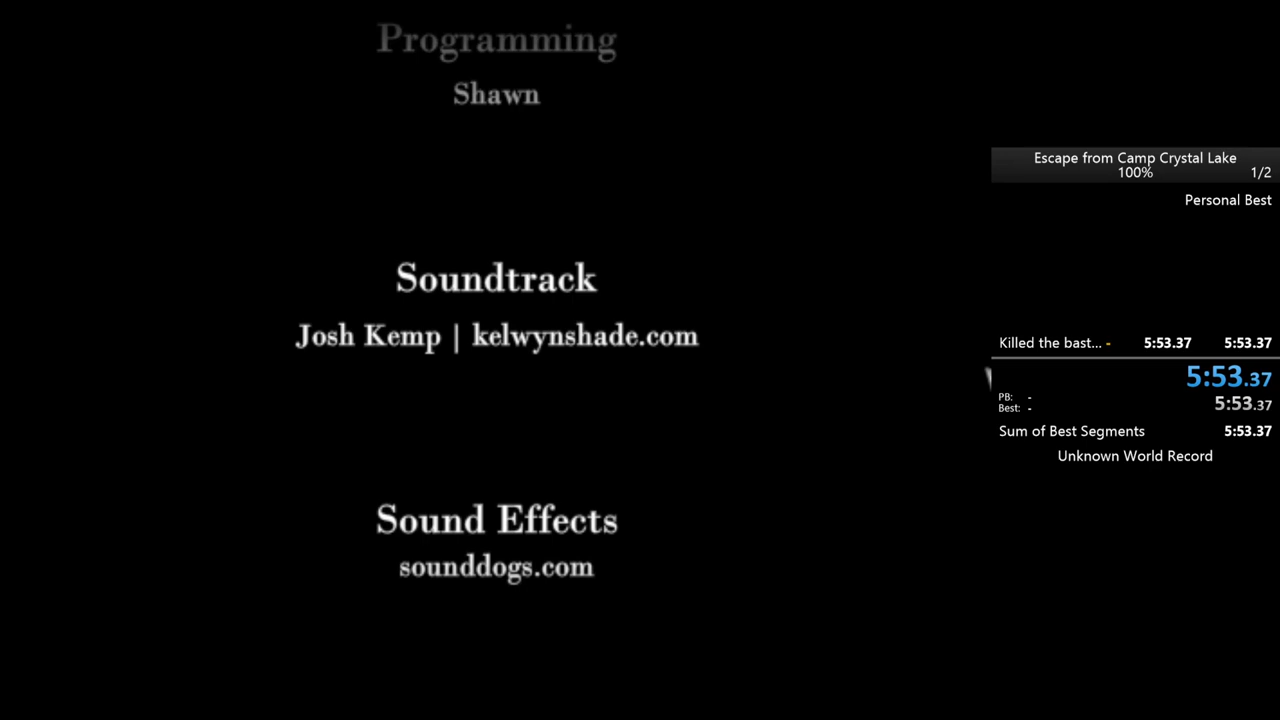 Programming
Shawn
Soundtrack
Josh Kemp | kelwynshade.com
Sound Effects
sounddogs.com
Escape from Camp Crystal Lake
100% 1/2
Personal Best
Killed the bast... - 5:53.37 5:53.37
5:53.37
PB: -
Best: - 5:53.37
Sum of Best Segments 5:53.37
Unknown World Record